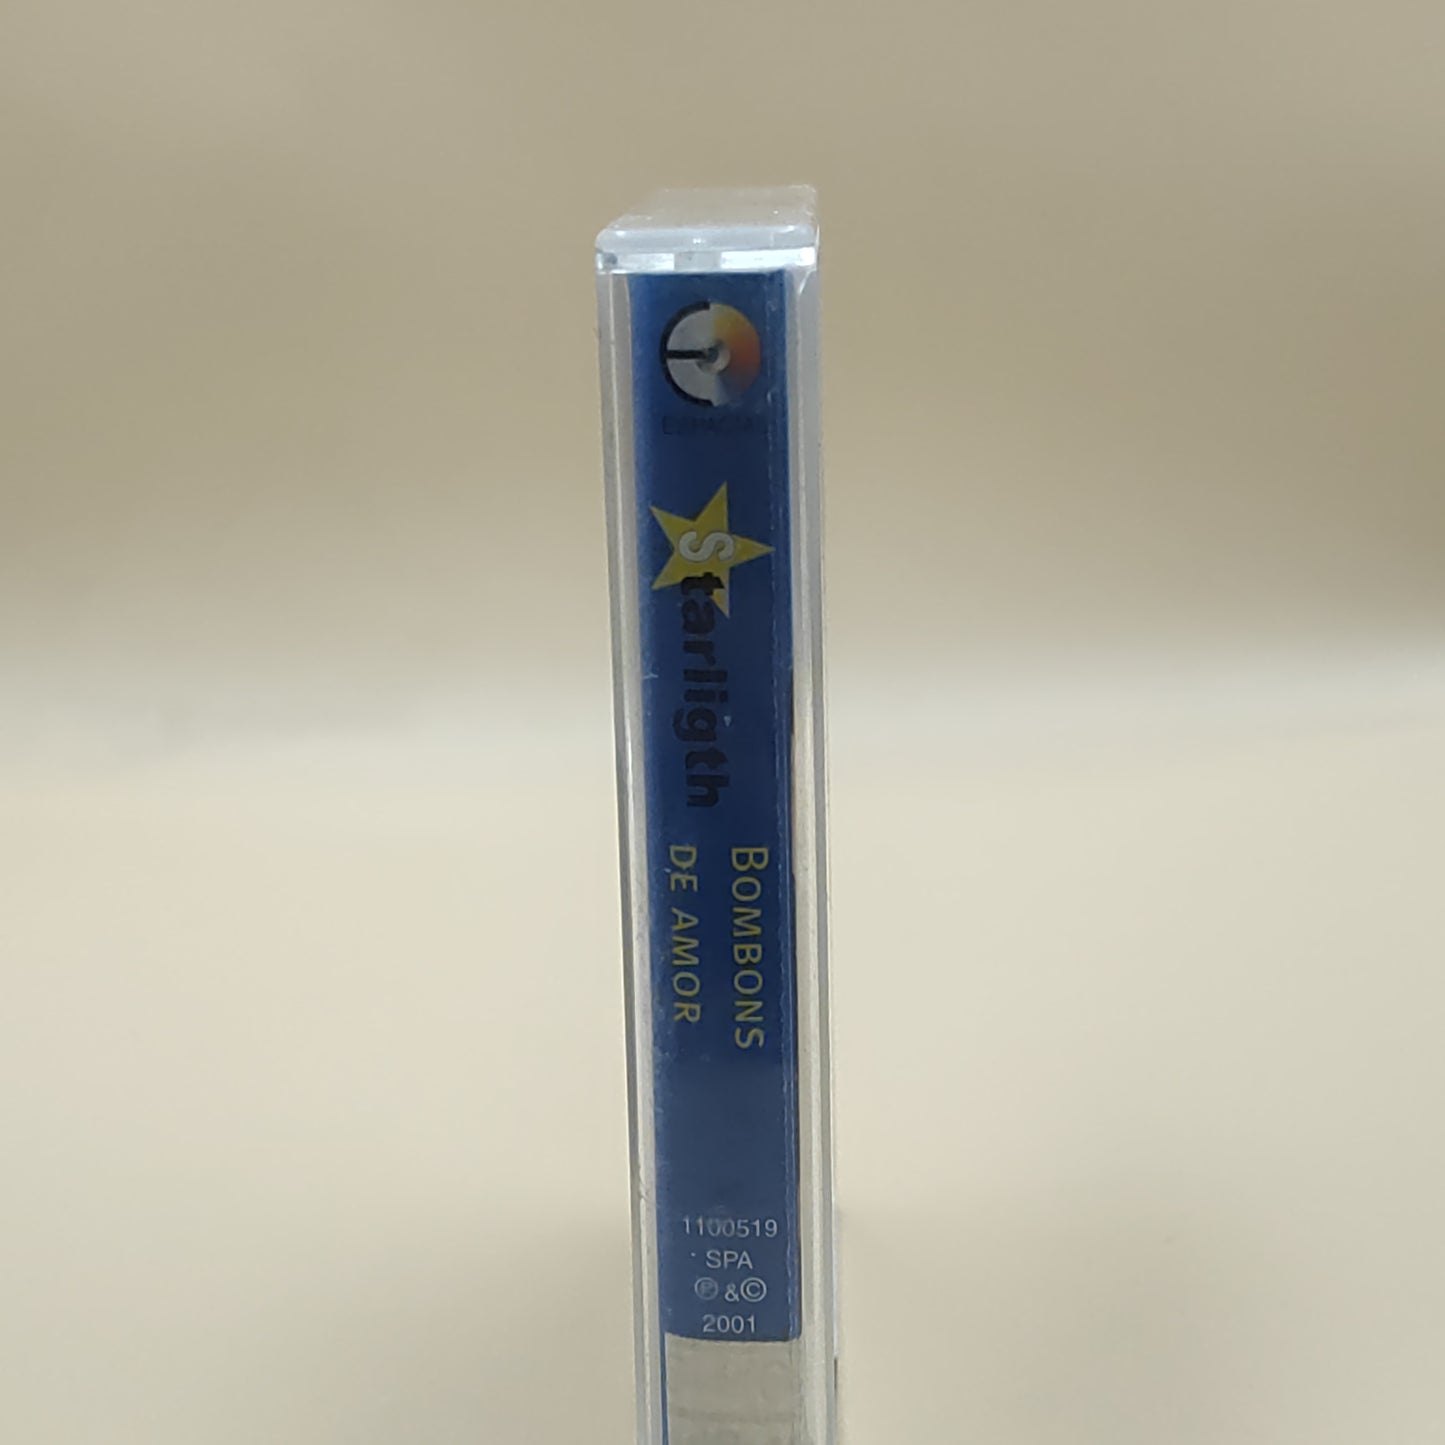 ESPACIAL
Starligth
BOMBONS
DE AMOR
1100519
SPA
℗ & ©
2001